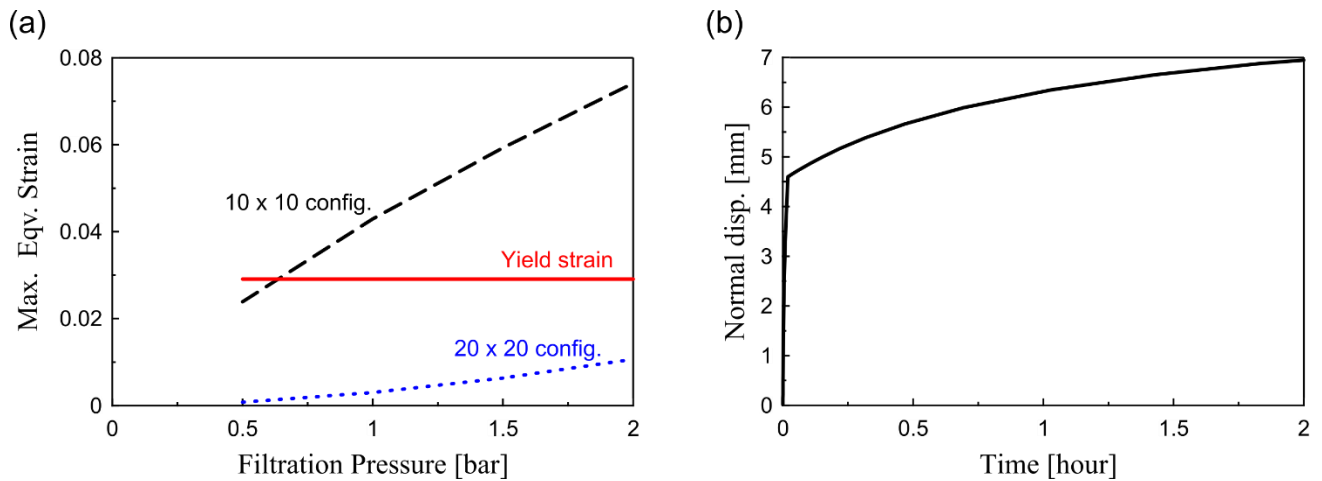 (a)
0.08
0.06
0.04
0.02
0
Max. Eqv. Strain
10 x 10 config.
Yield strain
20 x 20 config.
0 0.5 1 1.5 2
Filtration Pressure [bar]
(b)
7
6
5
4
3
2
1
0
Normal disp. [mm]
0 0.5 1 1.5 2
Time [hour]